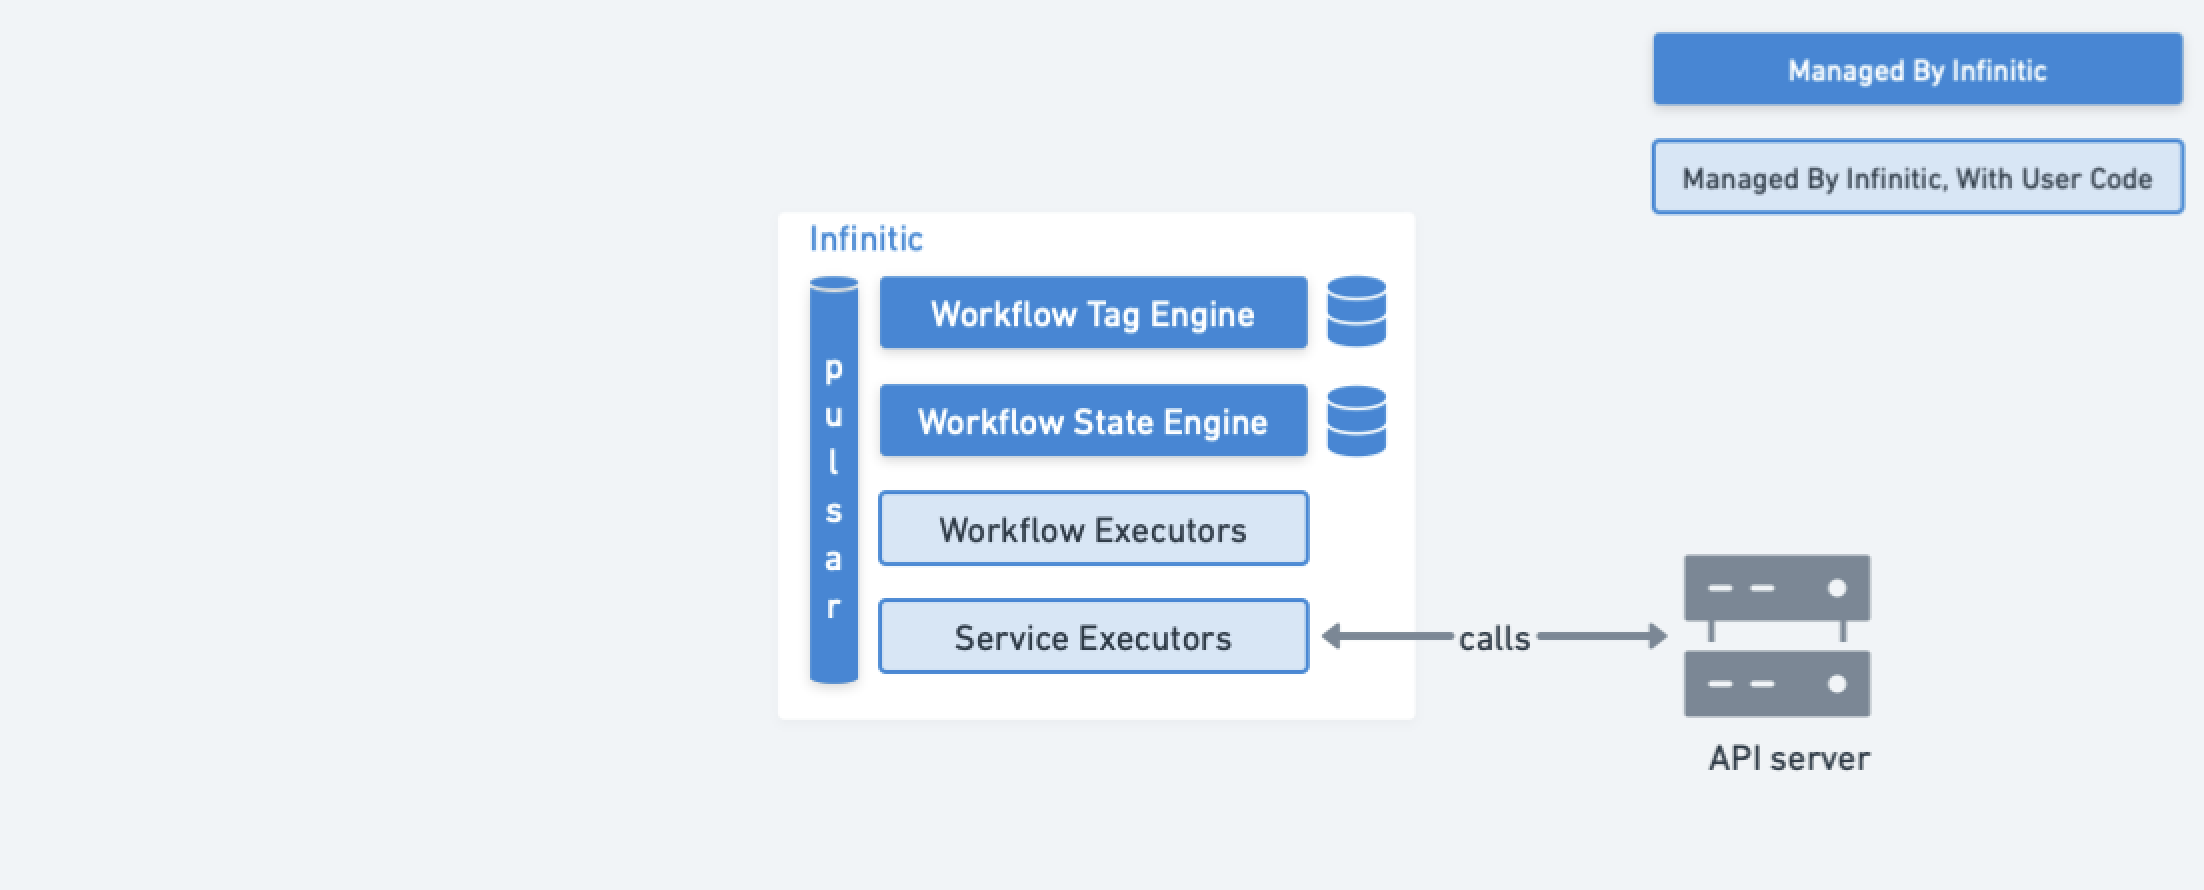 Managed By Infinitic
Managed By Infinitic, With User Code
Infinitic
pulsar
Workflow Tag Engine
Workflow State Engine
Workflow Executors
Service Executors
calls
API server